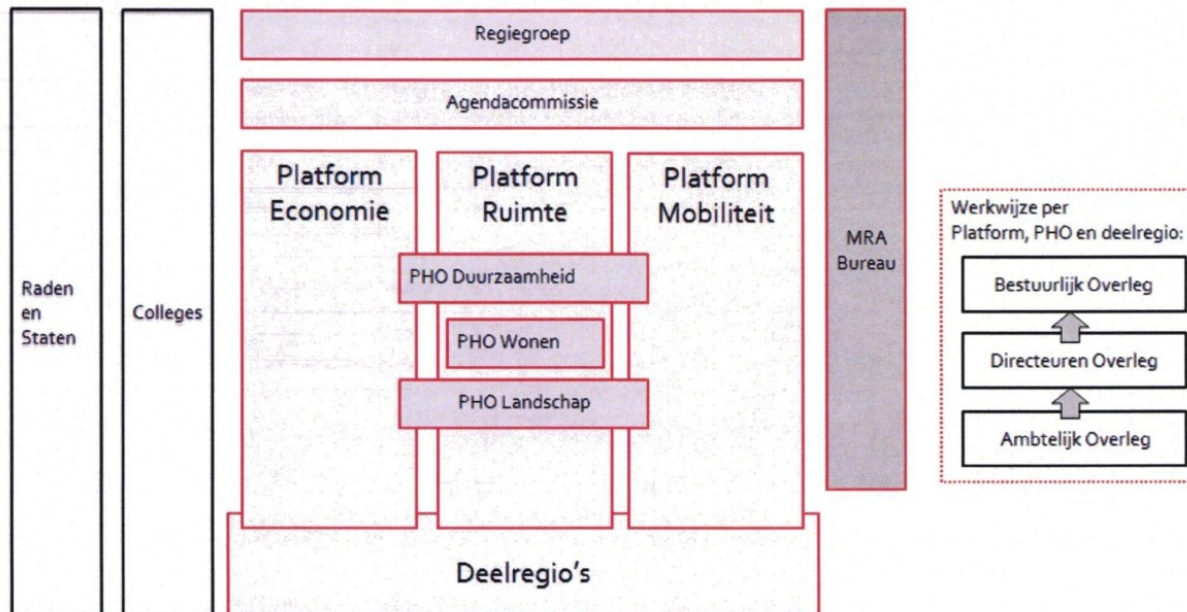 Raden
en
Staten
Colleges
Regiegroep
Agendacommissie
Platform
Economie
Platform
Ruimte
Platform
Mobiliteit
PHO Duurzaamheid
PHO Wonen
PHO Landschap
Deelregio's
MRA
Bureau
Werkwijze per
Platform, PHO en deelregio:
Bestuurlijk Overleg
Directeuren Overleg
Ambtelijk Overleg